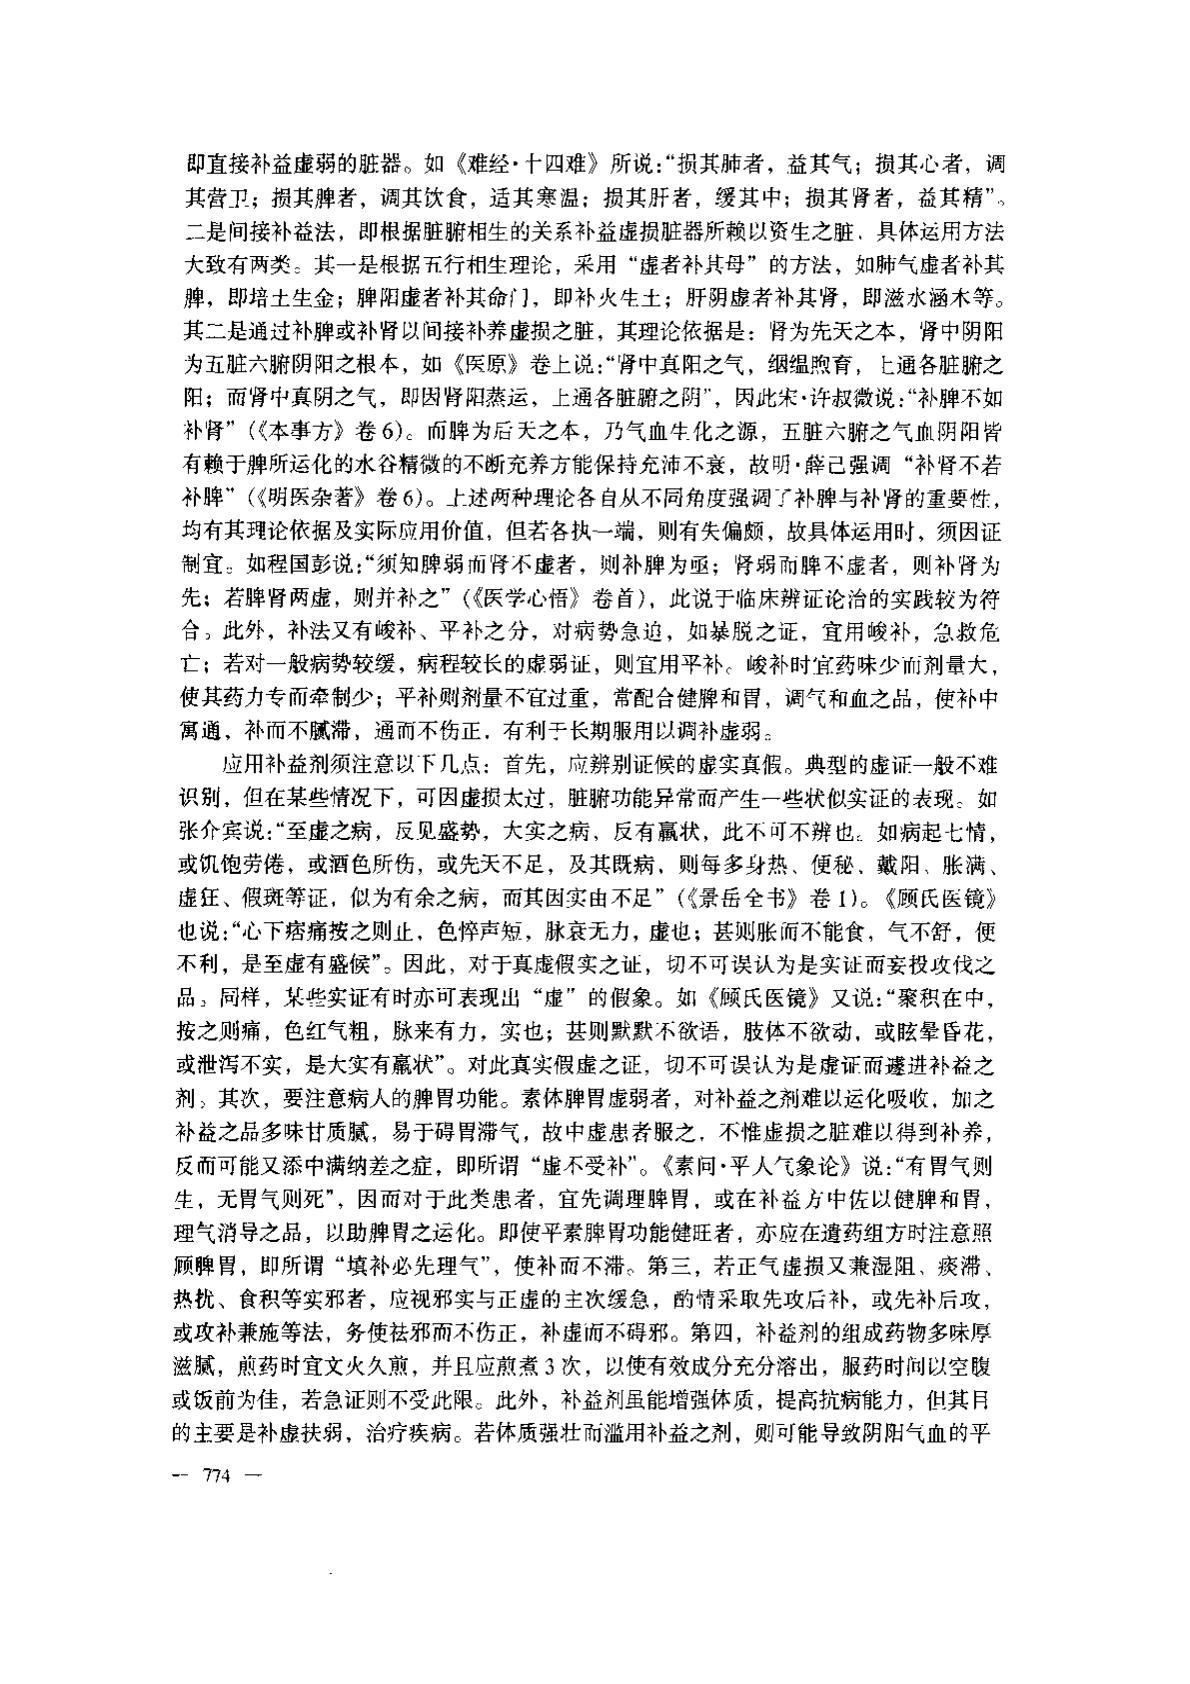 即直接补益虚弱的脏器。如《难经·十四难》所说:“损其肺者，益其气；损其心者，调
其营卫；损其脾者，调其饮食，适其寒温；损其肝者，缓其中；损其肾者，益其精”。
二是间接补益法，即根据脏腑相生的关系补益虚损脏器所赖以资生之脏．具体运用方法
大致有两类。其一是根据五行相生理论，采用“虚者补其母”的方法，如肺气虚者补其
脾，即培土生金；脾阳虚者补其命门，即补火生土；肝阴虚者补其肾，即滋水涵木等。
其二是通过补脾或补肾以间接补养虚损之脏，其理论依据是：肾为先天之本，肾中阴阳
为五脏六腑阴阳之根本，如《医原》卷上说:“肾中真阳之气，絪缊煦育，上通各脏腑之
阳；而肾中真阴之气，即因肾阳蒸运，上通各脏腑之阴”，因此宋·许叔微说:“补脾不如
补肾”（《本事方》卷6）。而脾为后天之本，乃气血生化之源，五脏六腑之气血阴阳皆
有赖于脾所运化的水谷精微的不断充养方能保持充沛不衰，故明·薛己强调“补肾不若
补脾”（《明医杂著》卷6）。上述两种理论各自从不同角度强调了补脾与补肾的重要性，
均有其理论依据及实际应用价值，但若各执一端，则有失偏颇，故具体运用时，须因证
制宜。如程国彭说:“须知脾弱而肾不虚者，则补脾为亟；肾弱而脾不虚者，则补肾为
先；若脾肾两虚，则并补之”（《医学心悟》卷首），此说于临床辨证论治的实践较为符
合。此外，补法又有峻补、平补之分，对病势急迫，如暴脱之证，宜用峻补，急救危
亡；若对一般病势较缓，病程较长的虚弱证，则宜用平补。峻补时宜药味少而剂量大，
使其药力专而牵制少；平补则剂量不宜过重，常配合健脾和胃，调气和血之品，使补中
寓通，补而不腻滞，通而不伤正，有利于长期服用以调补虚弱。
应用补益剂须注意以下几点：首先，应辨别证候的虚实真假。典型的虚证一般不难
识别，但在某些情况下，可因虚损太过，脏腑功能异常而产生一些状似实证的表现。如
张介宾说:“至虚之病，反见盛势，大实之病，反有羸状，此不可不辨也。如病起七情，
或饥饱劳倦，或酒色所伤，或先天不足，及其既病，则每多身热、便秘、戴阳、胀满、
虚狂、假斑等证，似为有余之病，而其因实由不足”（《景岳全书》卷1）。《顾氏医镜》
也说:“心下痞痛按之则止，色悴声短，脉衰无力，虚也；甚则胀而不能食，气不舒，便
不利，是至虚有盛候”。因此，对于真虚假实之证，切不可误认为是实证而妄投攻伐之
品。同样，某些实证有时亦可表现出“虚”的假象。如《顾氏医镜》又说:“聚积在中，
按之则痛，色红气粗，脉来有力，实也；甚则默默不欲语，肢体不欲动，或眩晕昏花，
或泄泻不实，是大实有羸状”。对此真实假虚之证，切不可误认为是虚证而遽进补益之
剂。其次，要注意病人的脾胃功能。素体脾胃虚弱者，对补益之剂难以运化吸收，加之
补益之品多味甘质腻，易于碍胃滞气，故中虚患者服之，不惟虚损之脏难以得到补养，
反而可能又添中满纳差之症，即所谓“虚不受补”。《素问·平人气象论》说:“有胃气则
生，无胃气则死”，因而对于此类患者，宜先调理脾胃，或在补益方中佐以健脾和胃，
理气消导之品，以助脾胃之运化。即使平素脾胃功能健旺者，亦应在遣药组方时注意照
顾脾胃，即所谓“填补必先理气”，使补而不滞。第三，若正气虚损又兼湿阻、痰滞、
热扰、食积等实邪者，应视邪实与正虚的主次缓急，酌情采取先攻后补，或先补后攻，
或攻补兼施等法，务使祛邪而不伤正，补虚而不碍邪。第四，补益剂的组成药物多味厚
滋腻，煎药时宜文火久煎，并且应煎煮3次，以使有效成分充分溶出，服药时间以空腹
或饭前为佳，若急证则不受此限。此外，补益剂虽能增强体质，提高抗病能力，但其目
的主要是补虚扶弱，治疗疾病。若体质强壮而滥用补益之剂，则可能导致阴阳气血的平
— 774 —